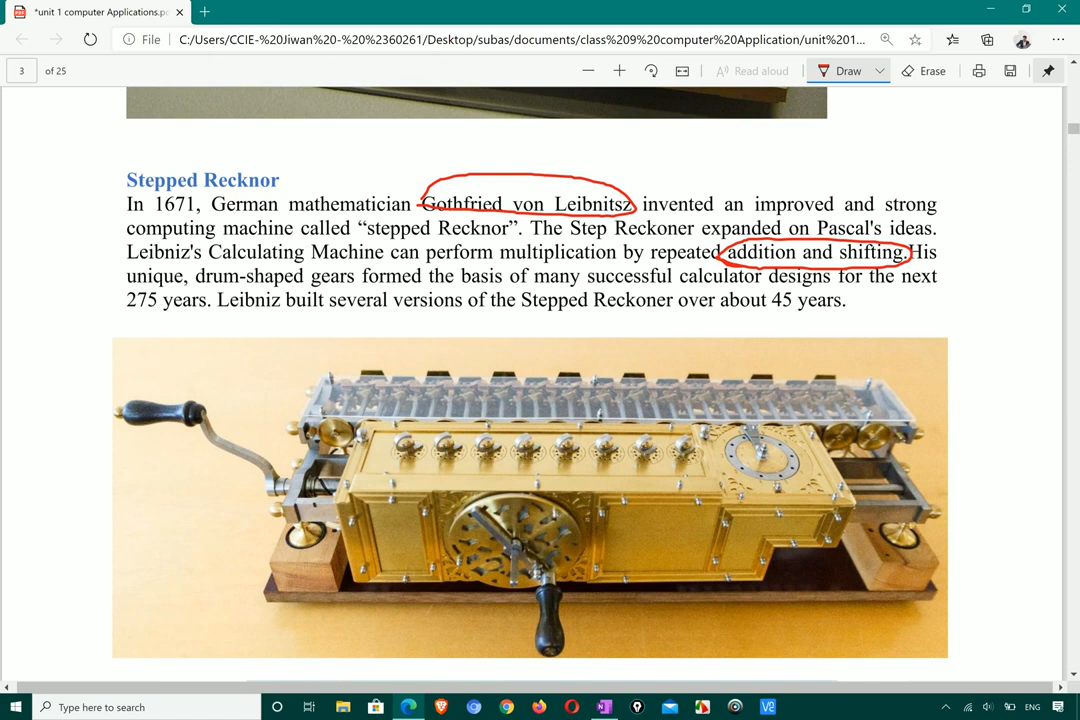 *unit 1 computer Applications.pc
File
C:/Users/CCIE-%20Jiwan%20-%20%2360261/Desktop/subas/documents/class%209%20computer%20Application/unit%201...
3 of 25
Read aloud
Draw
Erase
Stepped Recknor
In 1671, German mathematician Gothfried von Leibnitsz invented an improved and strong
computing machine called “stepped Recknor”. The Step Reckoner expanded on Pascal's ideas.
Leibniz's Calculating Machine can perform multiplication by repeated addition and shifting.His
unique, drum-shaped gears formed the basis of many successful calculator designs for the next
275 years. Leibniz built several versions of the Stepped Reckoner over about 45 years.
Type here to search
ENG